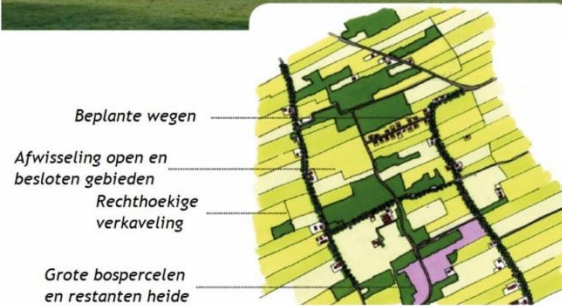 Beplante wegen
Afwisseling open en
besloten gebieden
Rechthoekige
verkaveling
Grote bospercelen
en restanten heide